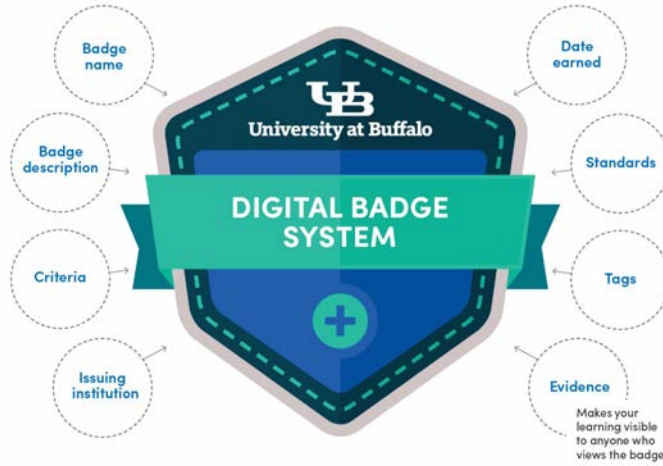 Badge
name
Badge
description
Criteria
Issuing
institution
UB
University at Buffalo
DIGITAL BADGE
SYSTEM
Date
earned
Standards
Tags
Evidence
Makes your
learning visible
to anyone who
views the badge